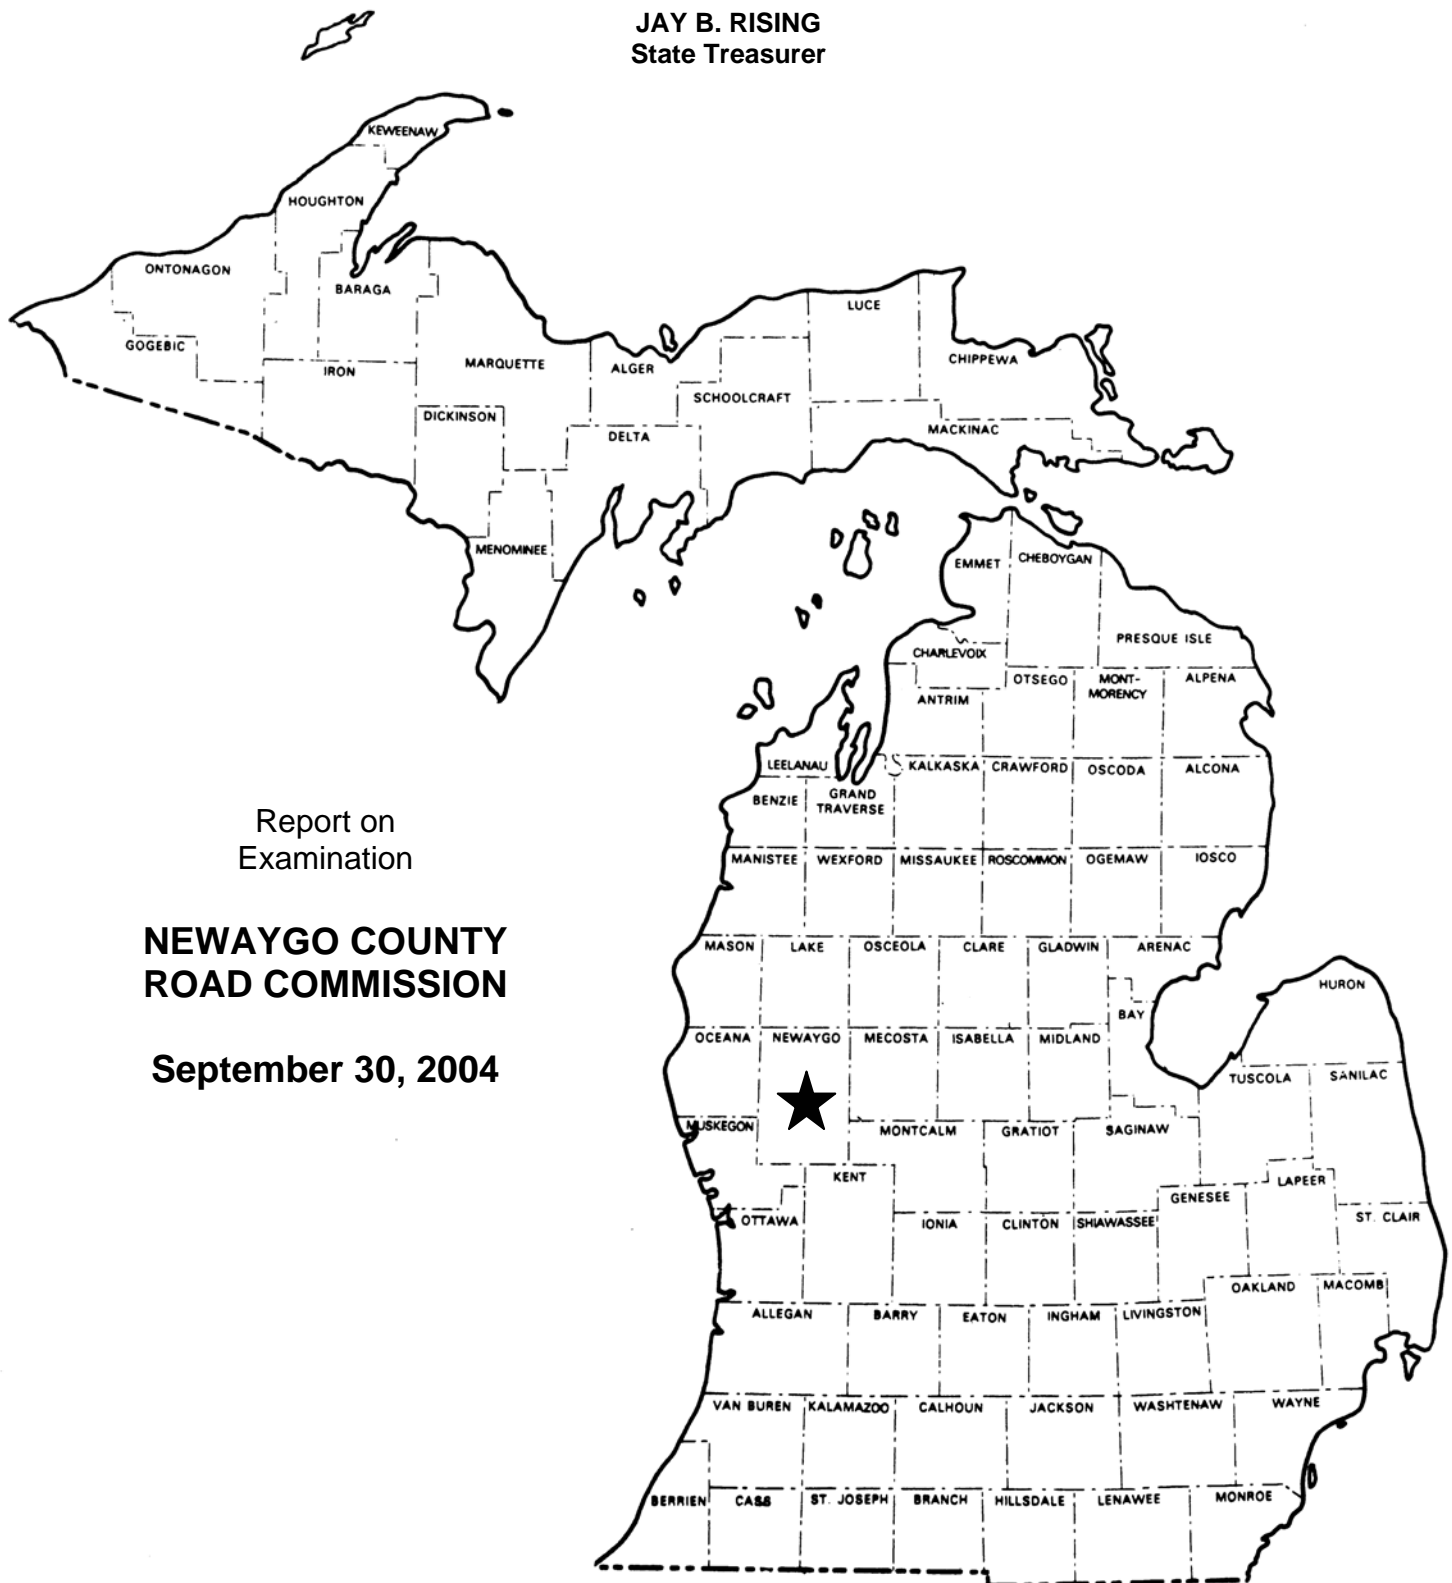 JAY B. RISING
State Treasurer
KEWEENAW
HOUGHTON
ONTONAGON
BARAGA
LUCE
GOGEBIC
IRON
MARQUETTE
ALGER
CHIPPEWA
SCHOOLCRAFT
DICKINSON
DELTA
MACKINAC
MENOMINEE
EMMET
CHEBOYGAN
PRESQUE ISLE
CHARLEVOIX
OTSEGO
MONT-
MORENCY
ALPENA
ANTRIM
LEELANAU
KALKASKA
CRAWFORD
OSCODA
ALCONA
BENZIE
GRAND
TRAVERSE
Report on
Examination
MANISTEE
WEXFORD
MISSAUKEE
ROSCOMMON
OGEMAW
IOSCO
NEWAYGO COUNTY
ROAD COMMISSION
MASON
LAKE
OSCEOLA
CLARE
GLADWIN
ARENAC
HURON
BAY
OCEANA
NEWAYGO
MECOSTA
ISABELLA
MIDLAND
September 30, 2004
TUSCOLA
SANILAC
MUSKEGON
MONTCALM
GRATIOT
SAGINAW
KENT
GENESEE
LAPEER
OTTAWA
IONIA
CLINTON
SHIAWASSEE
ST. CLAIR
OAKLAND
MACOMB
ALLEGAN
BARRY
EATON
INGHAM
LIVINGSTON
VAN BUREN
KALAMAZOO
CALHOUN
JACKSON
WASHTENAW
WAYNE
BERRIEN
CASS
ST. JOSEPH
BRANCH
HILLSDALE
LENAWEE
MONROE